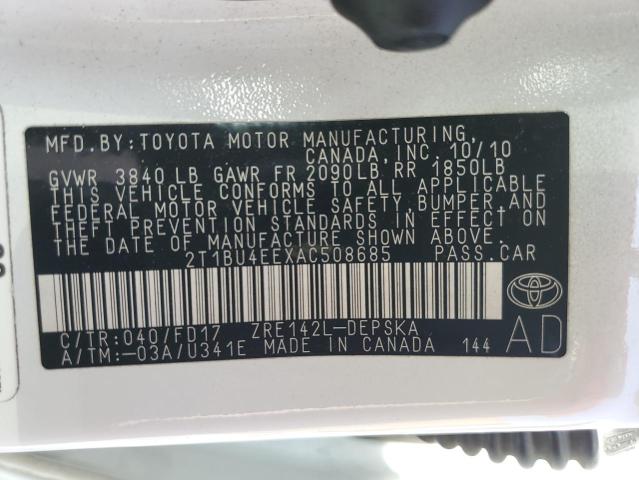 MFD. BY: TOYOTA MOTOR MANUFACTURING,
CANADA, INC. 10/10
GVWR 3840 LB GAWR FR 2090LB, RR 1850LB
THIS VEHICLE CONFORMS TO ALL APPLICABLE
FEDERAL MOTOR VEHICLE SAFETY, BUMPER, AND
THEFT PREVENTION STANDARDS IN EFFECT ON
THE DATE OF MANUFACTURE SHOWN ABOVE.
2T1BU4EEXAC508685 PASS. CAR
C/TR: 040/FD17 ZRE142L-DEPSKA
A/TM: -03A/U341E MADE IN CANADA 144
AD